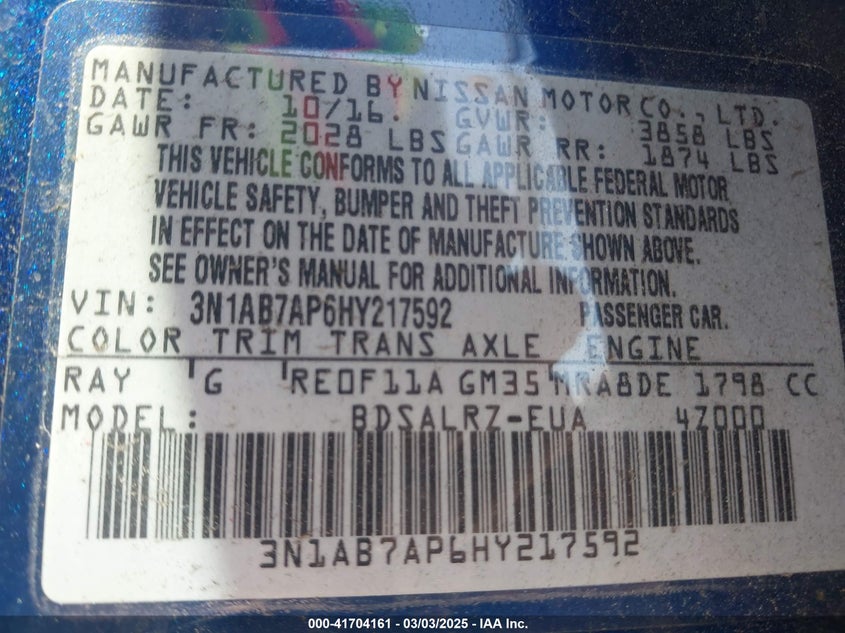 MANUFACTURED BY NISSAN MOTOR CO., LTD.
DATE: 10/16. GVWR: 3858 LBS
GAWR FR: 2028 LBS GAWR RR: 1874 LBS
THIS VEHICLE CONFORMS TO ALL APPLICABLE FEDERAL MOTOR
VEHICLE SAFETY, BUMPER AND THEFT PREVENTION STANDARDS
IN EFFECT ON THE DATE OF MANUFACTURE SHOWN ABOVE.
SEE OWNER'S MANUAL FOR ADDITIONAL INFORMATION.
VIN: 3N1AB7AP6HY217592 PASSENGER CAR.
COLOR TRIM TRANS AXLE ENGINE
RAY G RE0F11A GM35 MRA8DE 1798 CC
MODEL: BDSALRZ-EUA 4Z000
3N1AB7AP6HY217592
000-41704161 - 03/03/2025 - IAA Inc.